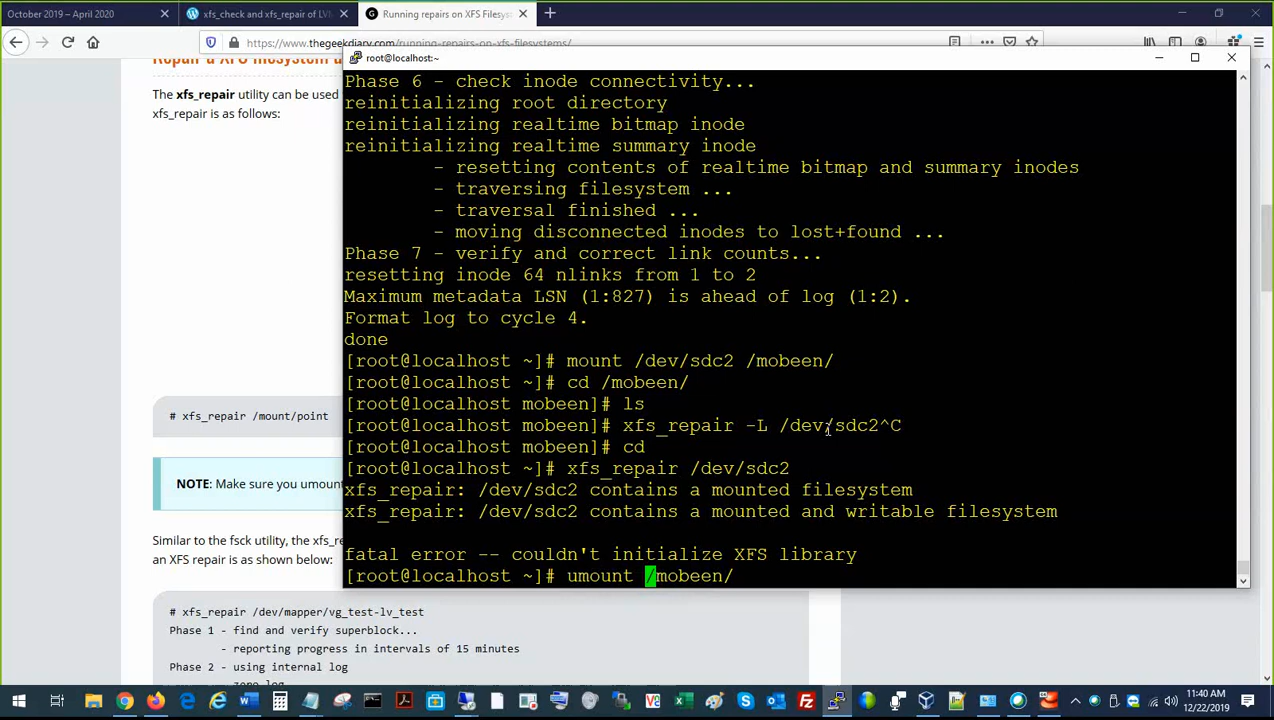 October 2019 – April 2020
xfs_check and xfs_repair of LVM
Running repairs on XFS Filesys
https://www.thegeekdiary.com/running-repairs-on-xfs-filesystems/
root@localhost:~
The xfs_repair utility can be used
xfs_repair is as follows:
# xfs_repair /mount/point
NOTE: Make sure you umount
Similar to the fsck utility, the xfs_
an XFS repair is as shown below:
# xfs_repair /dev/mapper/vg_test-lv_test
Phase 1 - find and verify superblock...
- reporting progress in intervals of 15 minutes
Phase 2 - using internal log
Phase 6 - check inode connectivity...
reinitializing root directory
reinitializing realtime bitmap inode
reinitializing realtime summary inode
- resetting contents of realtime bitmap and summary inodes
- traversing filesystem ...
- traversal finished ...
- moving disconnected inodes to lost+found ...
Phase 7 - verify and correct link counts...
resetting inode 64 nlinks from 1 to 2
Maximum metadata LSN (1:827) is ahead of log (1:2).
Format log to cycle 4.
done
[root@localhost ~]# mount /dev/sdc2 /mobeen/
[root@localhost ~]# cd /mobeen/
[root@localhost mobeen]# ls
[root@localhost mobeen]# xfs_repair -L /dev/sdc2^C
[root@localhost mobeen]# cd
[root@localhost ~]# xfs_repair /dev/sdc2
xfs_repair: /dev/sdc2 contains a mounted filesystem
xfs_repair: /dev/sdc2 contains a mounted and writable filesystem
fatal error -- couldn't initialize XFS library
[root@localhost ~]# umount /mobeen/
11:40 AM
12/22/2019